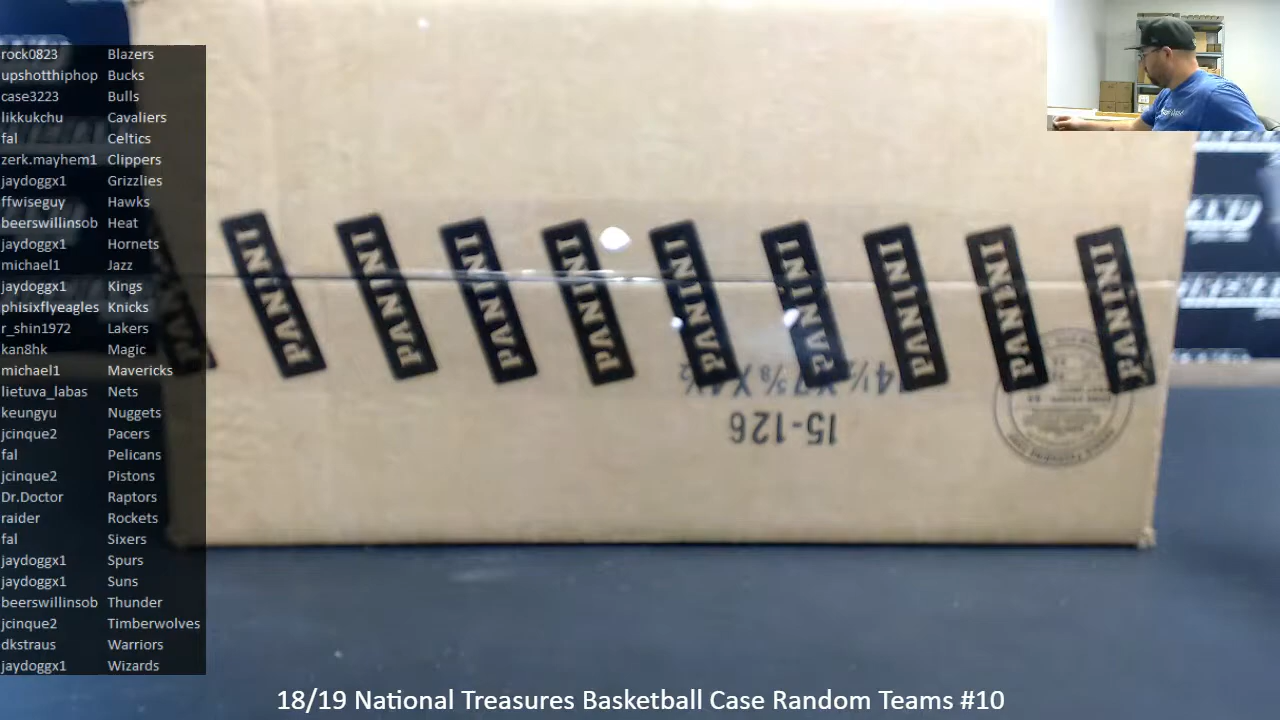 rock0823 Blazers
upshotthiphop Bucks
case3223 Bulls
likkukchu Cavaliers
fal Celtics
zerk.mayhem1 Clippers
jaydoggx1 Grizzlies
ffwiseguy Hawks
beerswillinsob Heat
jaydoggx1 Hornets
michael1 Jazz
jaydoggx1 Kings
phisixflyeagles Knicks
r_shin1972 Lakers
kan8hk Magic
michael1 Mavericks
lietuva_labas Nets
keungyu Nuggets
jcinque2 Pacers
fal Pelicans
jcinque2 Pistons
Dr.Doctor Raptors
raider Rockets
fal Sixers
jaydoggx1 Spurs
jaydoggx1 Suns
beerswillinsob Thunder
jcinque2 Timberwolves
dkstraus Warriors
jaydoggx1 Wizards
PANINI PANINI PANINI PANINI PANINI PANINI PANINI PANINI PANINI PANINI
15-126
18/19 National Treasures Basketball Case Random Teams #10